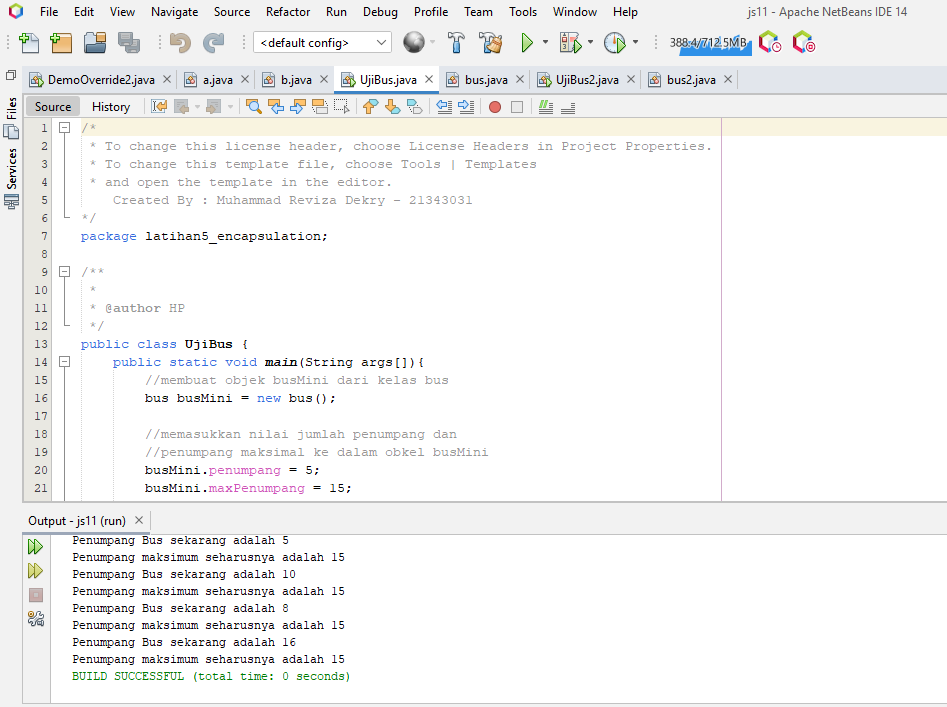 File Edit View Navigate Source Refactor Run Debug Profile Team Tools Window Help js11 - Apache NetBeans IDE 14
<default config> 388.4/712.5MB
DemoOverride2.java a.java b.java UjiBus.java bus.java UjiBus2.java bus2.java
Files
Services
Source History
1 /*
2 * To change this license header, choose License Headers in Project Properties.
3 * To change this template file, choose Tools | Templates
4 * and open the template in the editor.
5 Created By : Muhammad Reviza Dekry - 21343031
6 */
7 package latihan5_encapsulation;
8
9 /**
10 *
11 * @author HP
12 */
13 public class UjiBus {
14 public static void main(String args[]){
15 //membuat objek busMini dari kelas bus
16 bus busMini = new bus();
17
18 //memasukkan nilai jumlah penumpang dan
19 //penumpang maksimal ke dalam obkel busMini
20 busMini.penumpang = 5;
21 busMini.maxPenumpang = 15;
Output - js11 (run)
Penumpang Bus sekarang adalah 5
Penumpang maksimum seharusnya adalah 15
Penumpang Bus sekarang adalah 10
Penumpang maksimum seharusnya adalah 15
Penumpang Bus sekarang adalah 8
Penumpang maksimum seharusnya adalah 15
Penumpang Bus sekarang adalah 16
Penumpang maksimum seharusnya adalah 15
BUILD SUCCESSFUL (total time: 0 seconds)